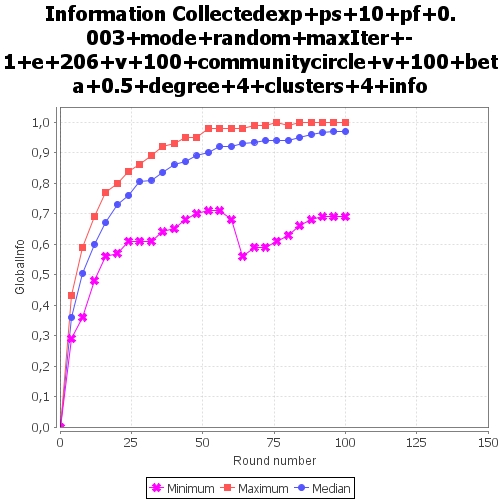 Information Collectedexp+ps+10+pf+0.
003+mode+random+maxIter+-
1+e+206+v+100+communitycircle+v+100+bet
a+0.5+degree+4+clusters+4+info
1,0
0,9
0,8
0,7
0,6
0,5
0,4
0,3
0,2
0,1
0,0
GlobalInfo
0 25 50 75 100 125 150
Round number
Minimum Maximum Median